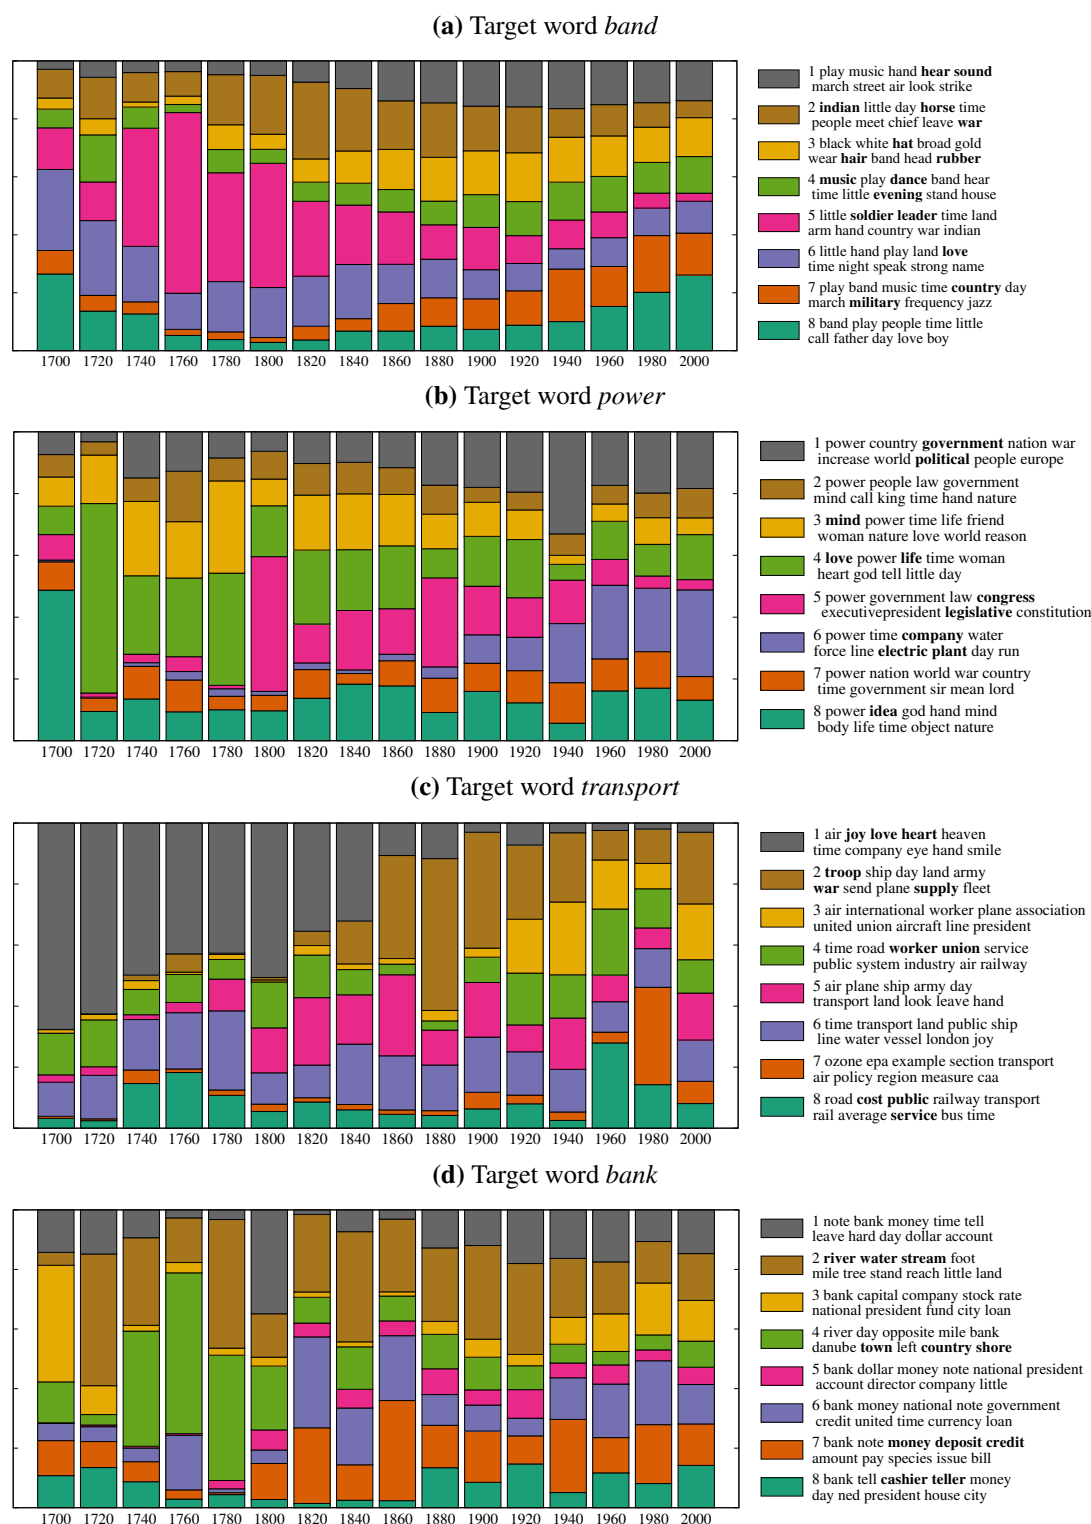 (a) Target word band
1 play music hand hear sound
march street air look strike
2 indian little day horse time
people meet chief leave war
3 black white hat broad gold
wear hair band head rubber
4 music play dance band hear
time little evening stand house
5 little soldier leader time land
arm hand country war indian
6 little hand play land love
time night speak strong name
7 play band music time country day
march military frequency jazz
8 band play people time little
call father day love boy
1700 1720 1740 1760 1780 1800 1820 1840 1860 1880 1900 1920 1940 1960 1980 2000
(b) Target word power
1 power country government nation war
increase world political people europe
2 power people law government
mind call king time hand nature
3 mind power time life friend
woman nature love world reason
4 love power life time woman
heart god tell little day
5 power government law congress
executivepresident legislative constitution
6 power time company water
force line electric plant day run
7 power nation world war country
time government sir mean lord
8 power idea god hand mind
body life time object nature
1700 1720 1740 1760 1780 1800 1820 1840 1860 1880 1900 1920 1940 1960 1980 2000
(c) Target word transport
1 air joy love heart heaven
time company eye hand smile
2 troop ship day land army
war send plane supply fleet
3 air international worker plane association
united union aircraft line president
4 time road worker union service
public system industry air railway
5 air plane ship army day
transport land look leave hand
6 time transport land public ship
line water vessel london joy
7 ozone epa example section transport
air policy region measure caa
8 road cost public railway transport
rail average service bus time
1700 1720 1740 1760 1780 1800 1820 1840 1860 1880 1900 1920 1940 1960 1980 2000
(d) Target word bank
1 note bank money time tell
leave hard day dollar account
2 river water stream foot
mile tree stand reach little land
3 bank capital company stock rate
national president fund city loan
4 river day opposite mile bank
danube town left country shore
5 bank dollar money note national president
account director company little
6 bank money national note government
credit united time currency loan
7 bank note money deposit credit
amount pay species issue bill
8 bank tell cashier teller money
day ned president house city
1700 1720 1740 1760 1780 1800 1820 1840 1860 1880 1900 1920 1940 1960 1980 2000